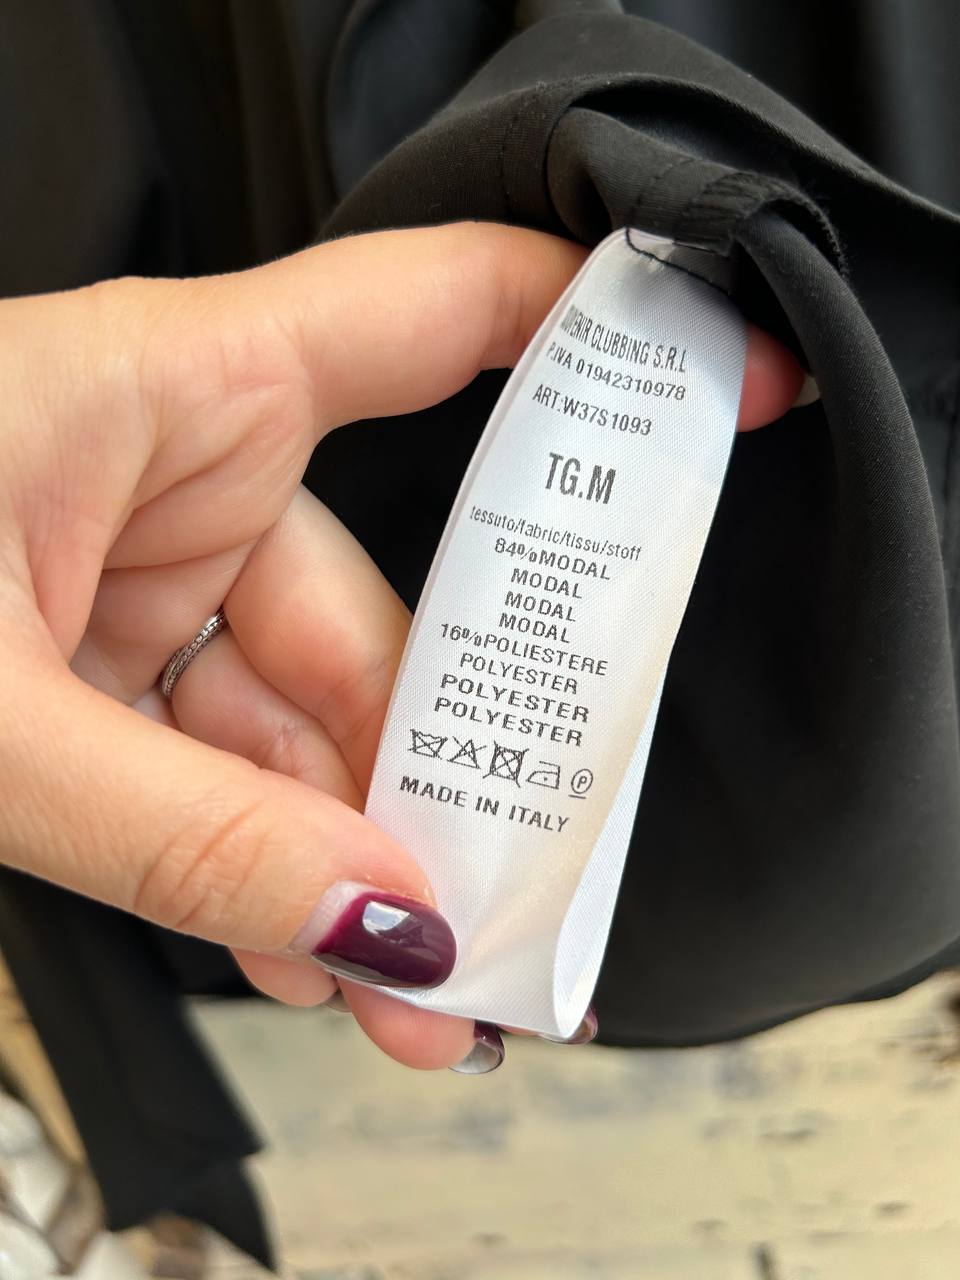 CLUBBING S.R.L
P.IVA 01942310978
ART:W37S1093
TG.M
tessuto/fabric/tissu/stoff
84%MODAL
MODAL
MODAL
MODAL
16%POLIESTERE
POLYESTER
POLYESTER
POLYESTER
P
MADE IN ITALY